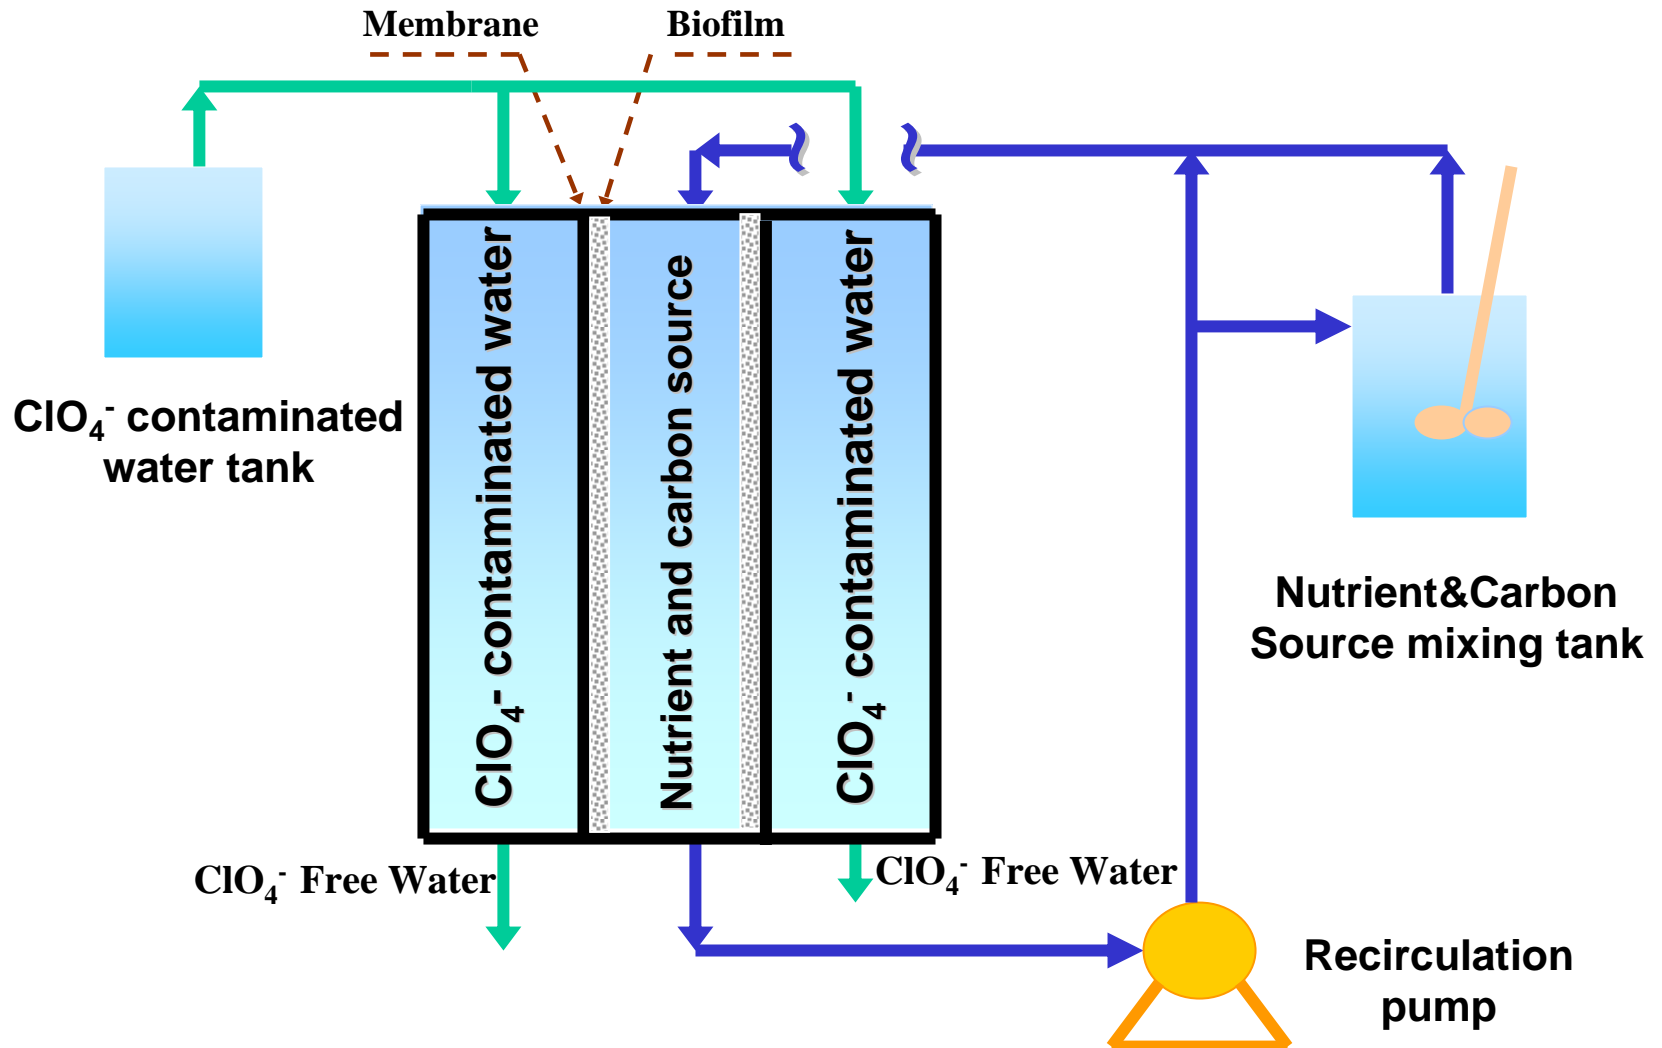 Membrane
Biofilm
ClO₄⁻ contaminated
water tank
ClO₄- contaminated water
Nutrient and carbon source
ClO₄⁻ contaminated water
Nutrient&Carbon
Source mixing tank
ClO₄⁻ Free Water
ClO₄⁻ Free Water
Recirculation
pump